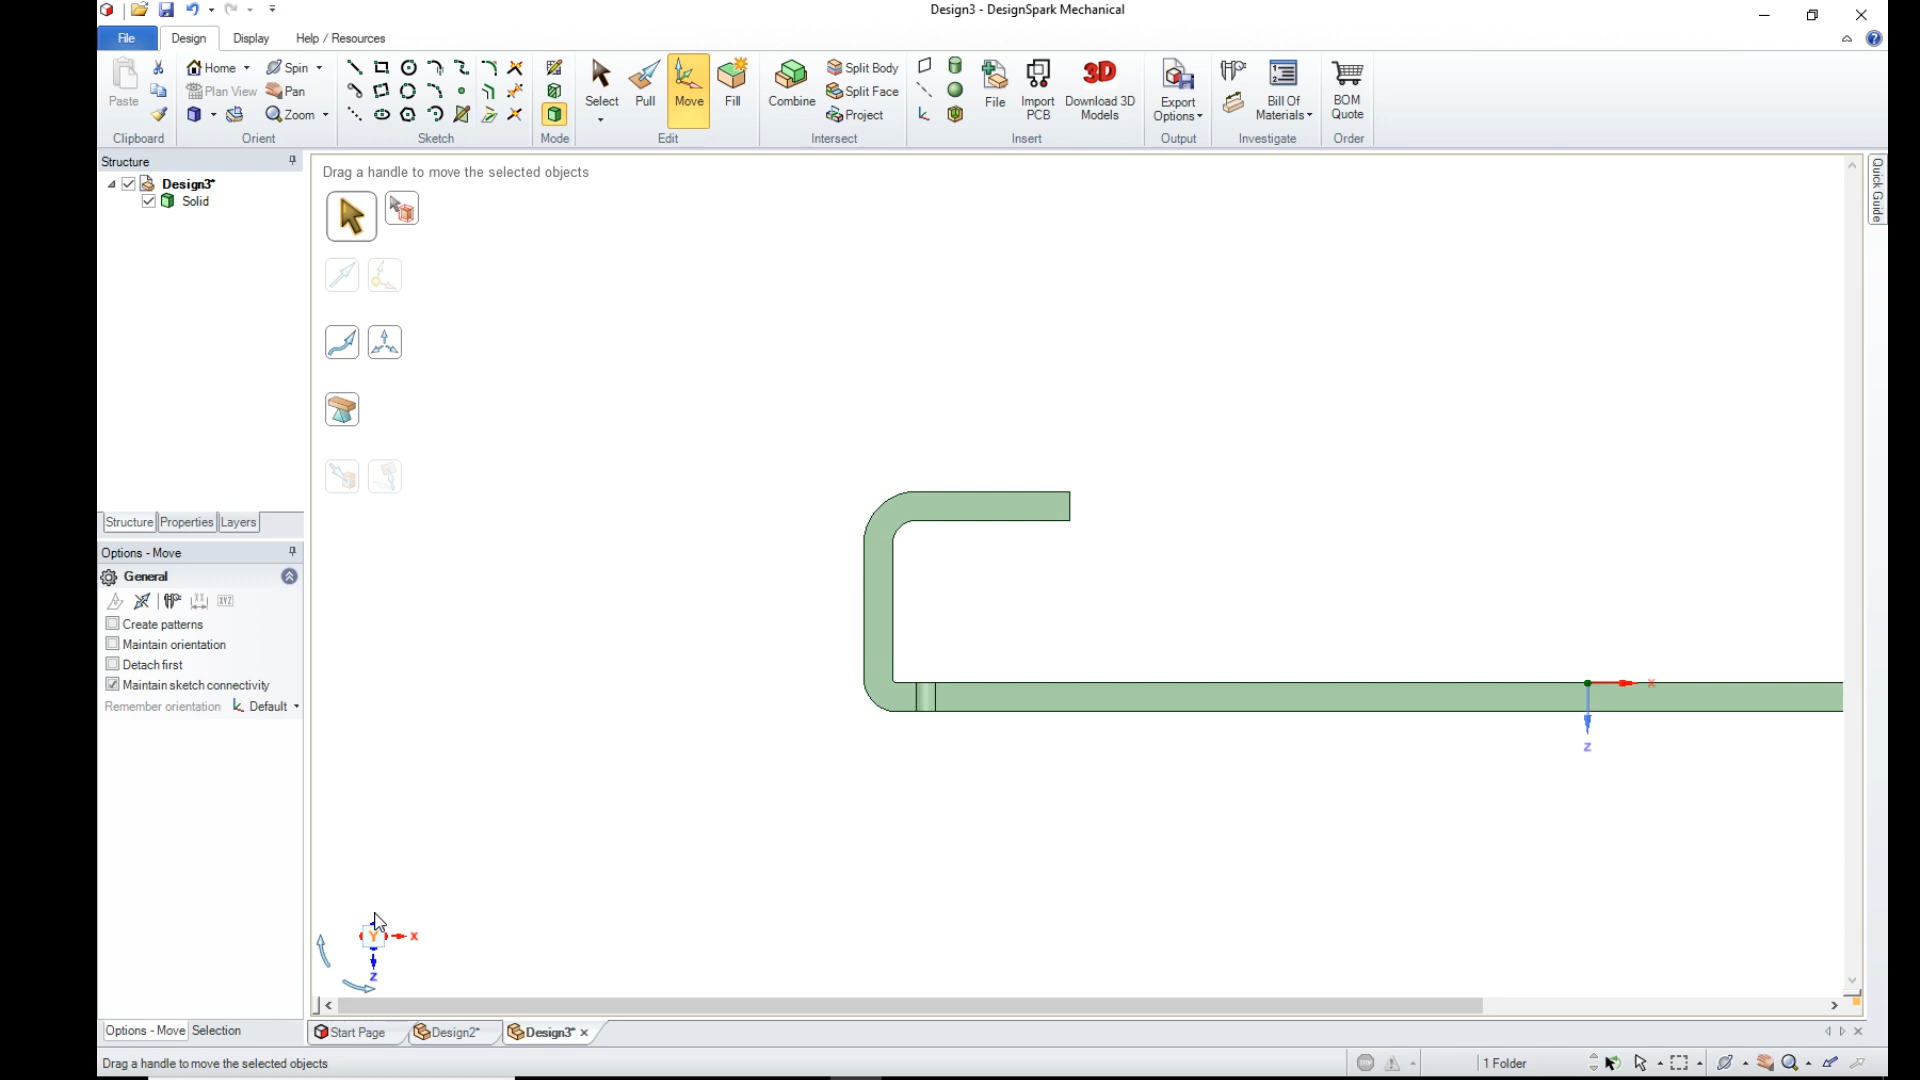 Design3 - DesignSpark Mechanical
File
Design
Display
Help / Resources
Paste
Clipboard
Home
Plan View
Spin
Pan
Zoom
Orient
Sketch
Mode
Select
Pull
Move
Fill
Edit
Combine
Split Body
Split Face
Project
Intersect
File
Import PCB
3D
Download 3D Models
Insert
Export Options
Output
Bill Of Materials
Investigate
BOM Quote
Order
Quick Guide
Structure
Design3*
Solid
Drag a handle to move the selected objects
Structure
Properties
Layers
Options - Move
General
XYZ
Create patterns
Maintain orientation
Detach first
Maintain sketch connectivity
Remember orientation
Default
X
Z
Y
X
Z
Options - Move
Selection
Start Page
Design2*
Design3*
Drag a handle to move the selected objects
1 Folder